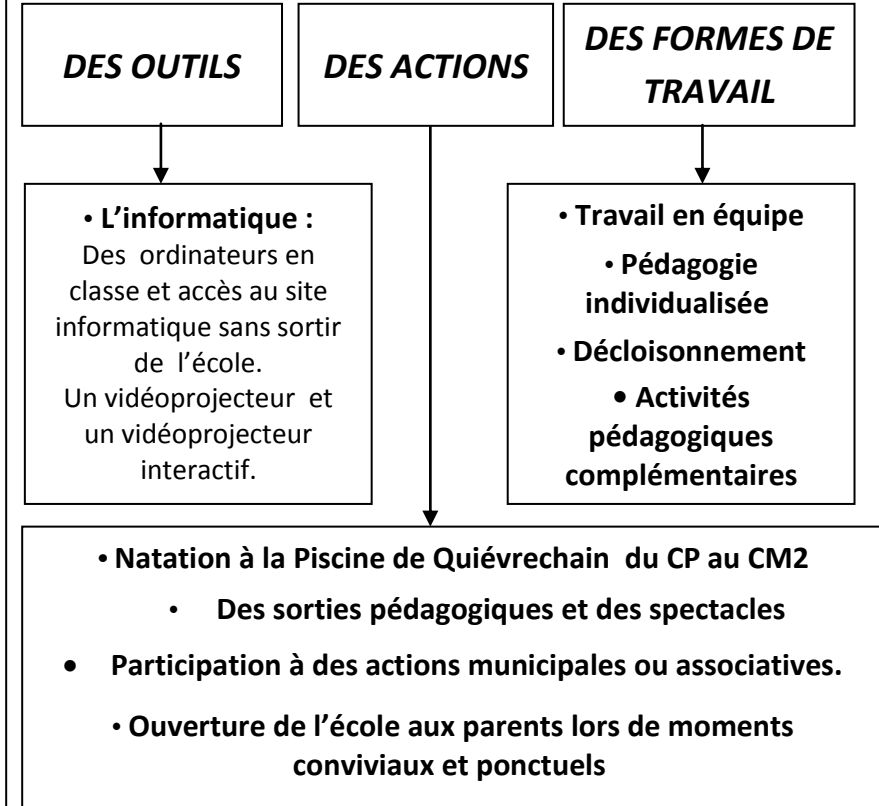 DES OUTILS
DES ACTIONS
DES FORMES DE
TRAVAIL
• L'informatique :
Des ordinateurs en
classe et accès au site
informatique sans sortir
de l'école.
Un vidéoprojecteur et
un vidéoprojecteur
interactif.
• Travail en équipe
• Pédagogie
individualisée
• Décloisonnement
• Activités
pédagogiques
complémentaires
• Natation à la Piscine de Quiévrechain du CP au CM2
• Des sorties pédagogiques et des spectacles
• Participation à des actions municipales ou associatives.
• Ouverture de l'école aux parents lors de moments
conviviaux et ponctuels